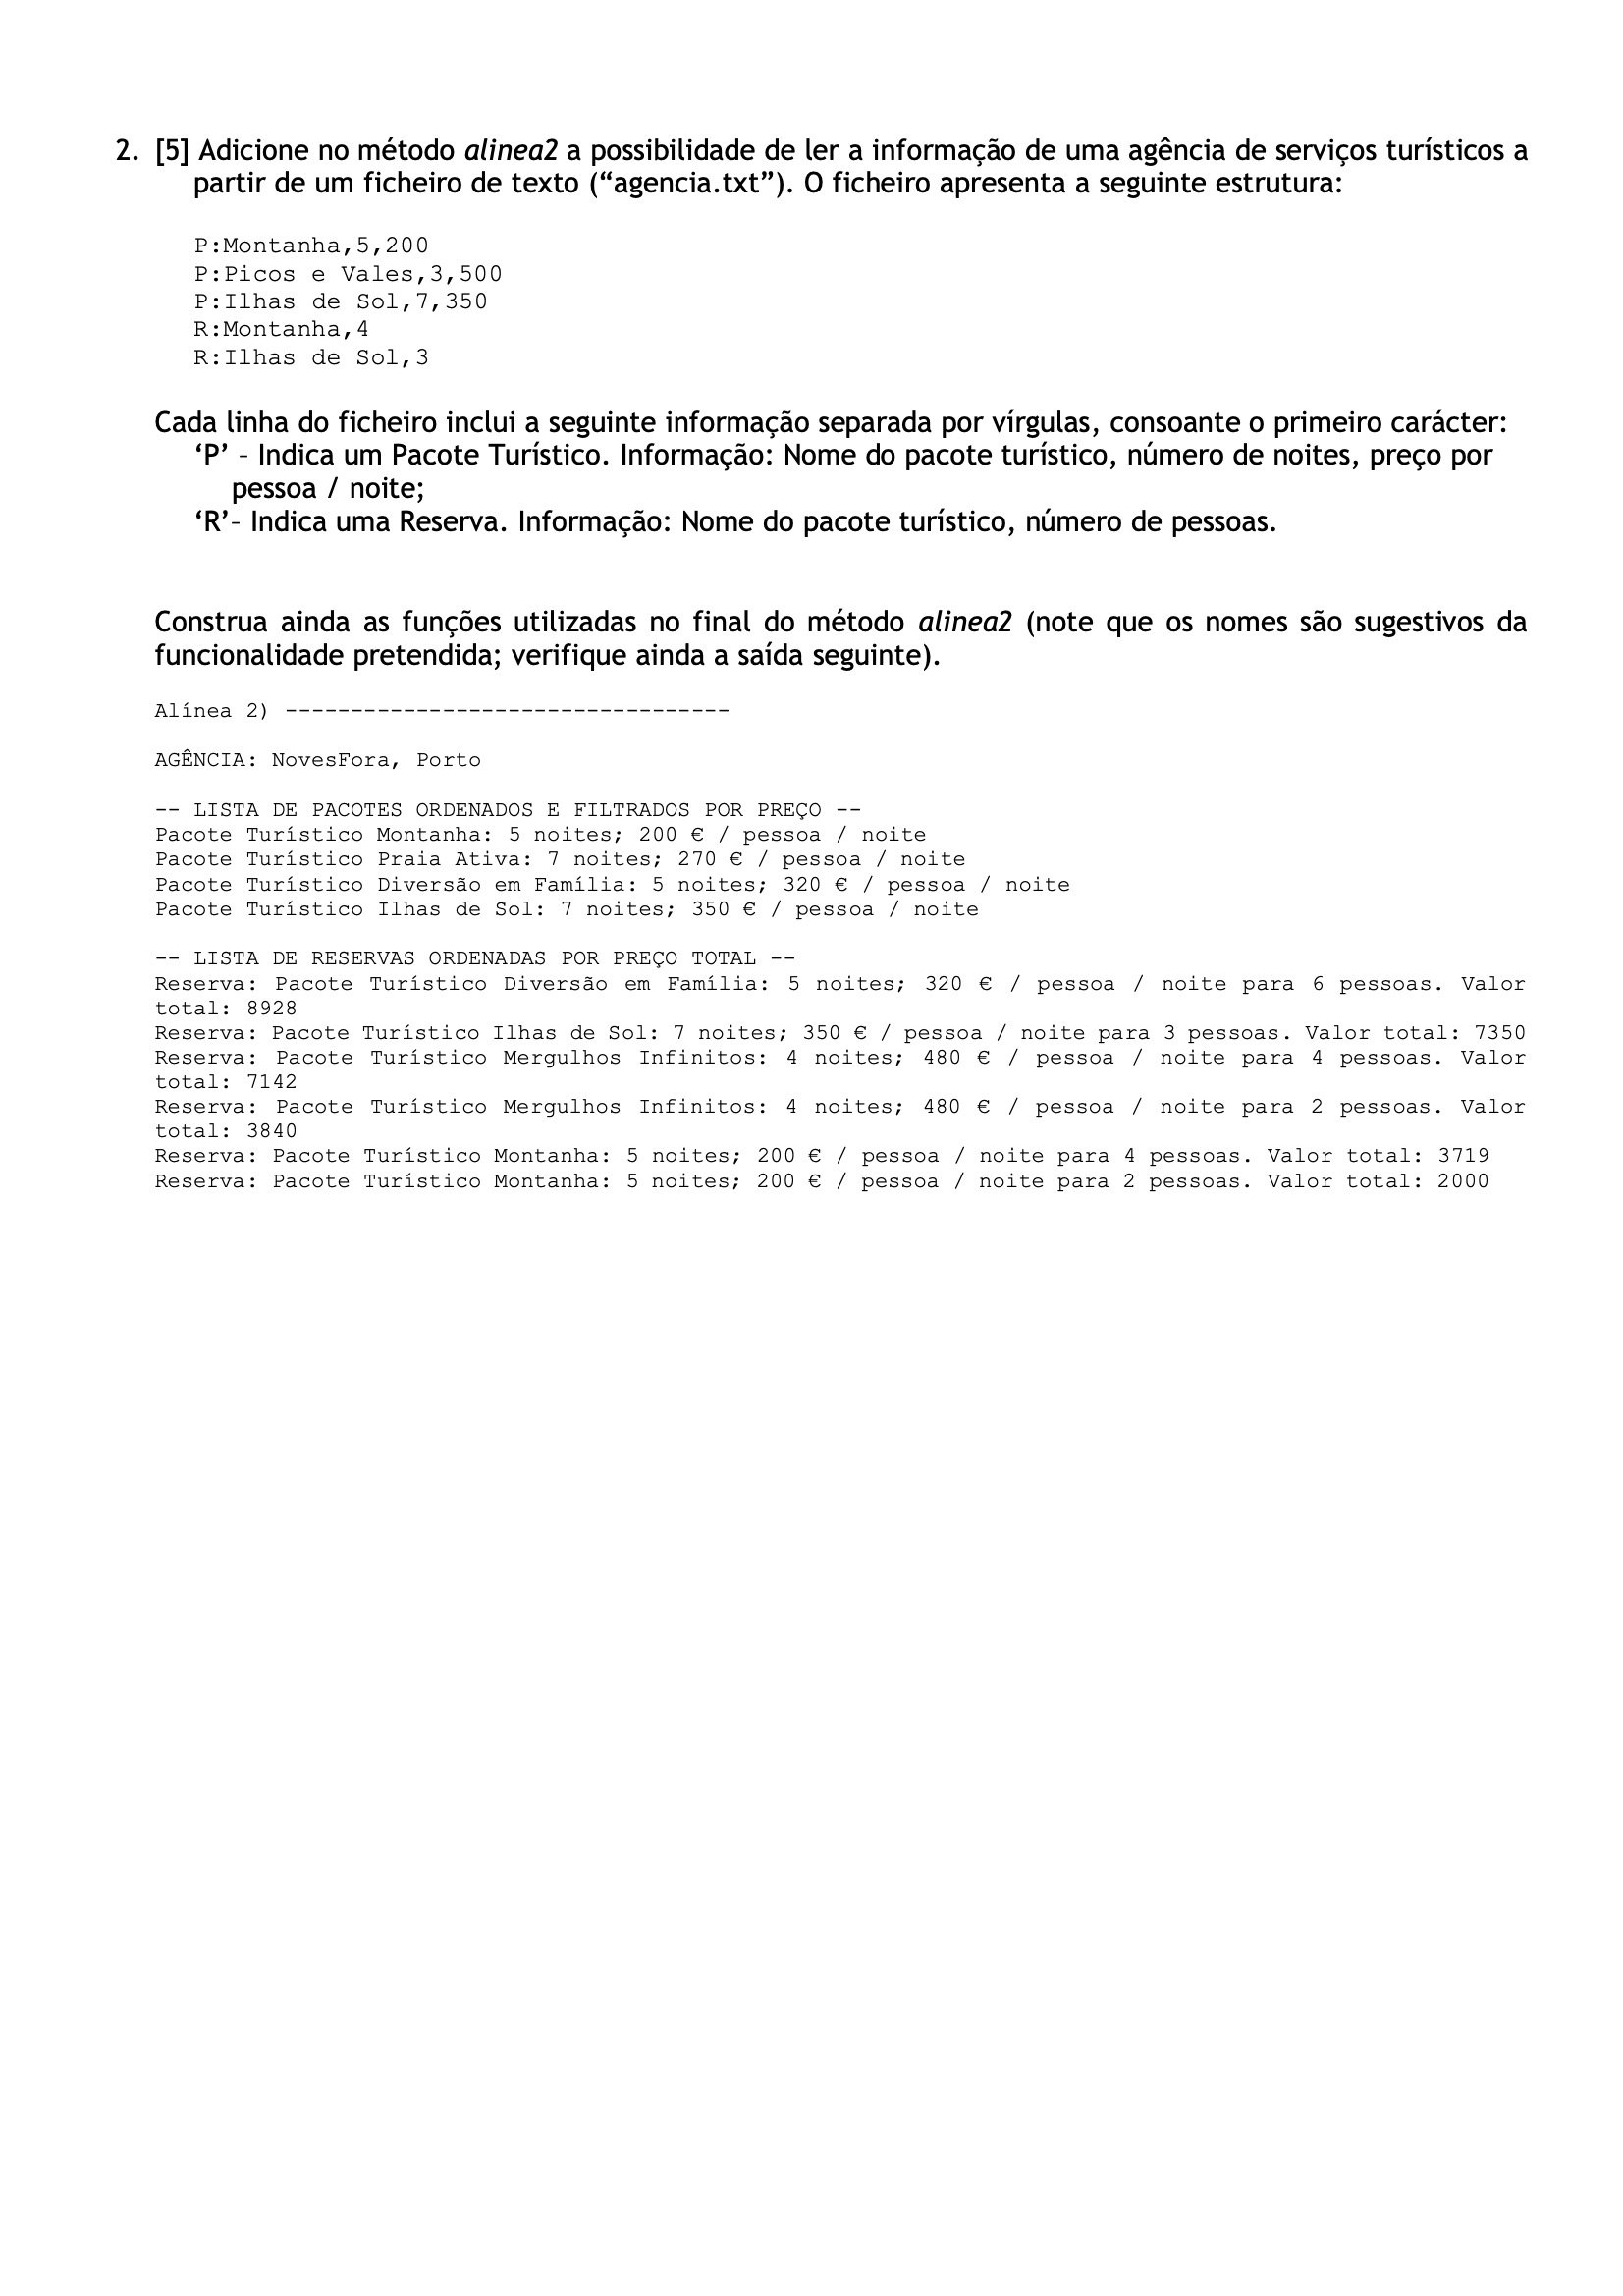 2. [5] Adicione no método alinea2 a possibilidade de ler a informação de uma agência de serviços turísticos a
partir de um ficheiro de texto (“agencia.txt”). O ficheiro apresenta a seguinte estrutura:
P:Montanha,5,200
P:Picos e Vales,3,500
P:Ilhas de Sol,7,350
R:Montanha,4
R:Ilhas de Sol,3
Cada linha do ficheiro inclui a seguinte informação separada por vírgulas, consoante o primeiro carácter:
‘P’ – Indica um Pacote Turístico. Informação: Nome do pacote turístico, número de noites, preço por
pessoa / noite;
‘R’– Indica uma Reserva. Informação: Nome do pacote turístico, número de pessoas.
Construa ainda as funções utilizadas no final do método alinea2 (note que os nomes são sugestivos da
funcionalidade pretendida; verifique ainda a saída seguinte).
Alínea 2) ----------------------------------
AGÊNCIA: NovesFora, Porto
-- LISTA DE PACOTES ORDENADOS E FILTRADOS POR PREÇO --
Pacote Turístico Montanha: 5 noites; 200 € / pessoa / noite
Pacote Turístico Praia Ativa: 7 noites; 270 € / pessoa / noite
Pacote Turístico Diversão em Família: 5 noites; 320 € / pessoa / noite
Pacote Turístico Ilhas de Sol: 7 noites; 350 € / pessoa / noite
-- LISTA DE RESERVAS ORDENADAS POR PREÇO TOTAL --
Reserva: Pacote Turístico Diversão em Família: 5 noites; 320 € / pessoa / noite para 6 pessoas. Valor
total: 8928
Reserva: Pacote Turístico Ilhas de Sol: 7 noites; 350 € / pessoa / noite para 3 pessoas. Valor total: 7350
Reserva: Pacote Turístico Mergulhos Infinitos: 4 noites; 480 € / pessoa / noite para 4 pessoas. Valor
total: 7142
Reserva: Pacote Turístico Mergulhos Infinitos: 4 noites; 480 € / pessoa / noite para 2 pessoas. Valor
total: 3840
Reserva: Pacote Turístico Montanha: 5 noites; 200 € / pessoa / noite para 4 pessoas. Valor total: 3719
Reserva: Pacote Turístico Montanha: 5 noites; 200 € / pessoa / noite para 2 pessoas. Valor total: 2000